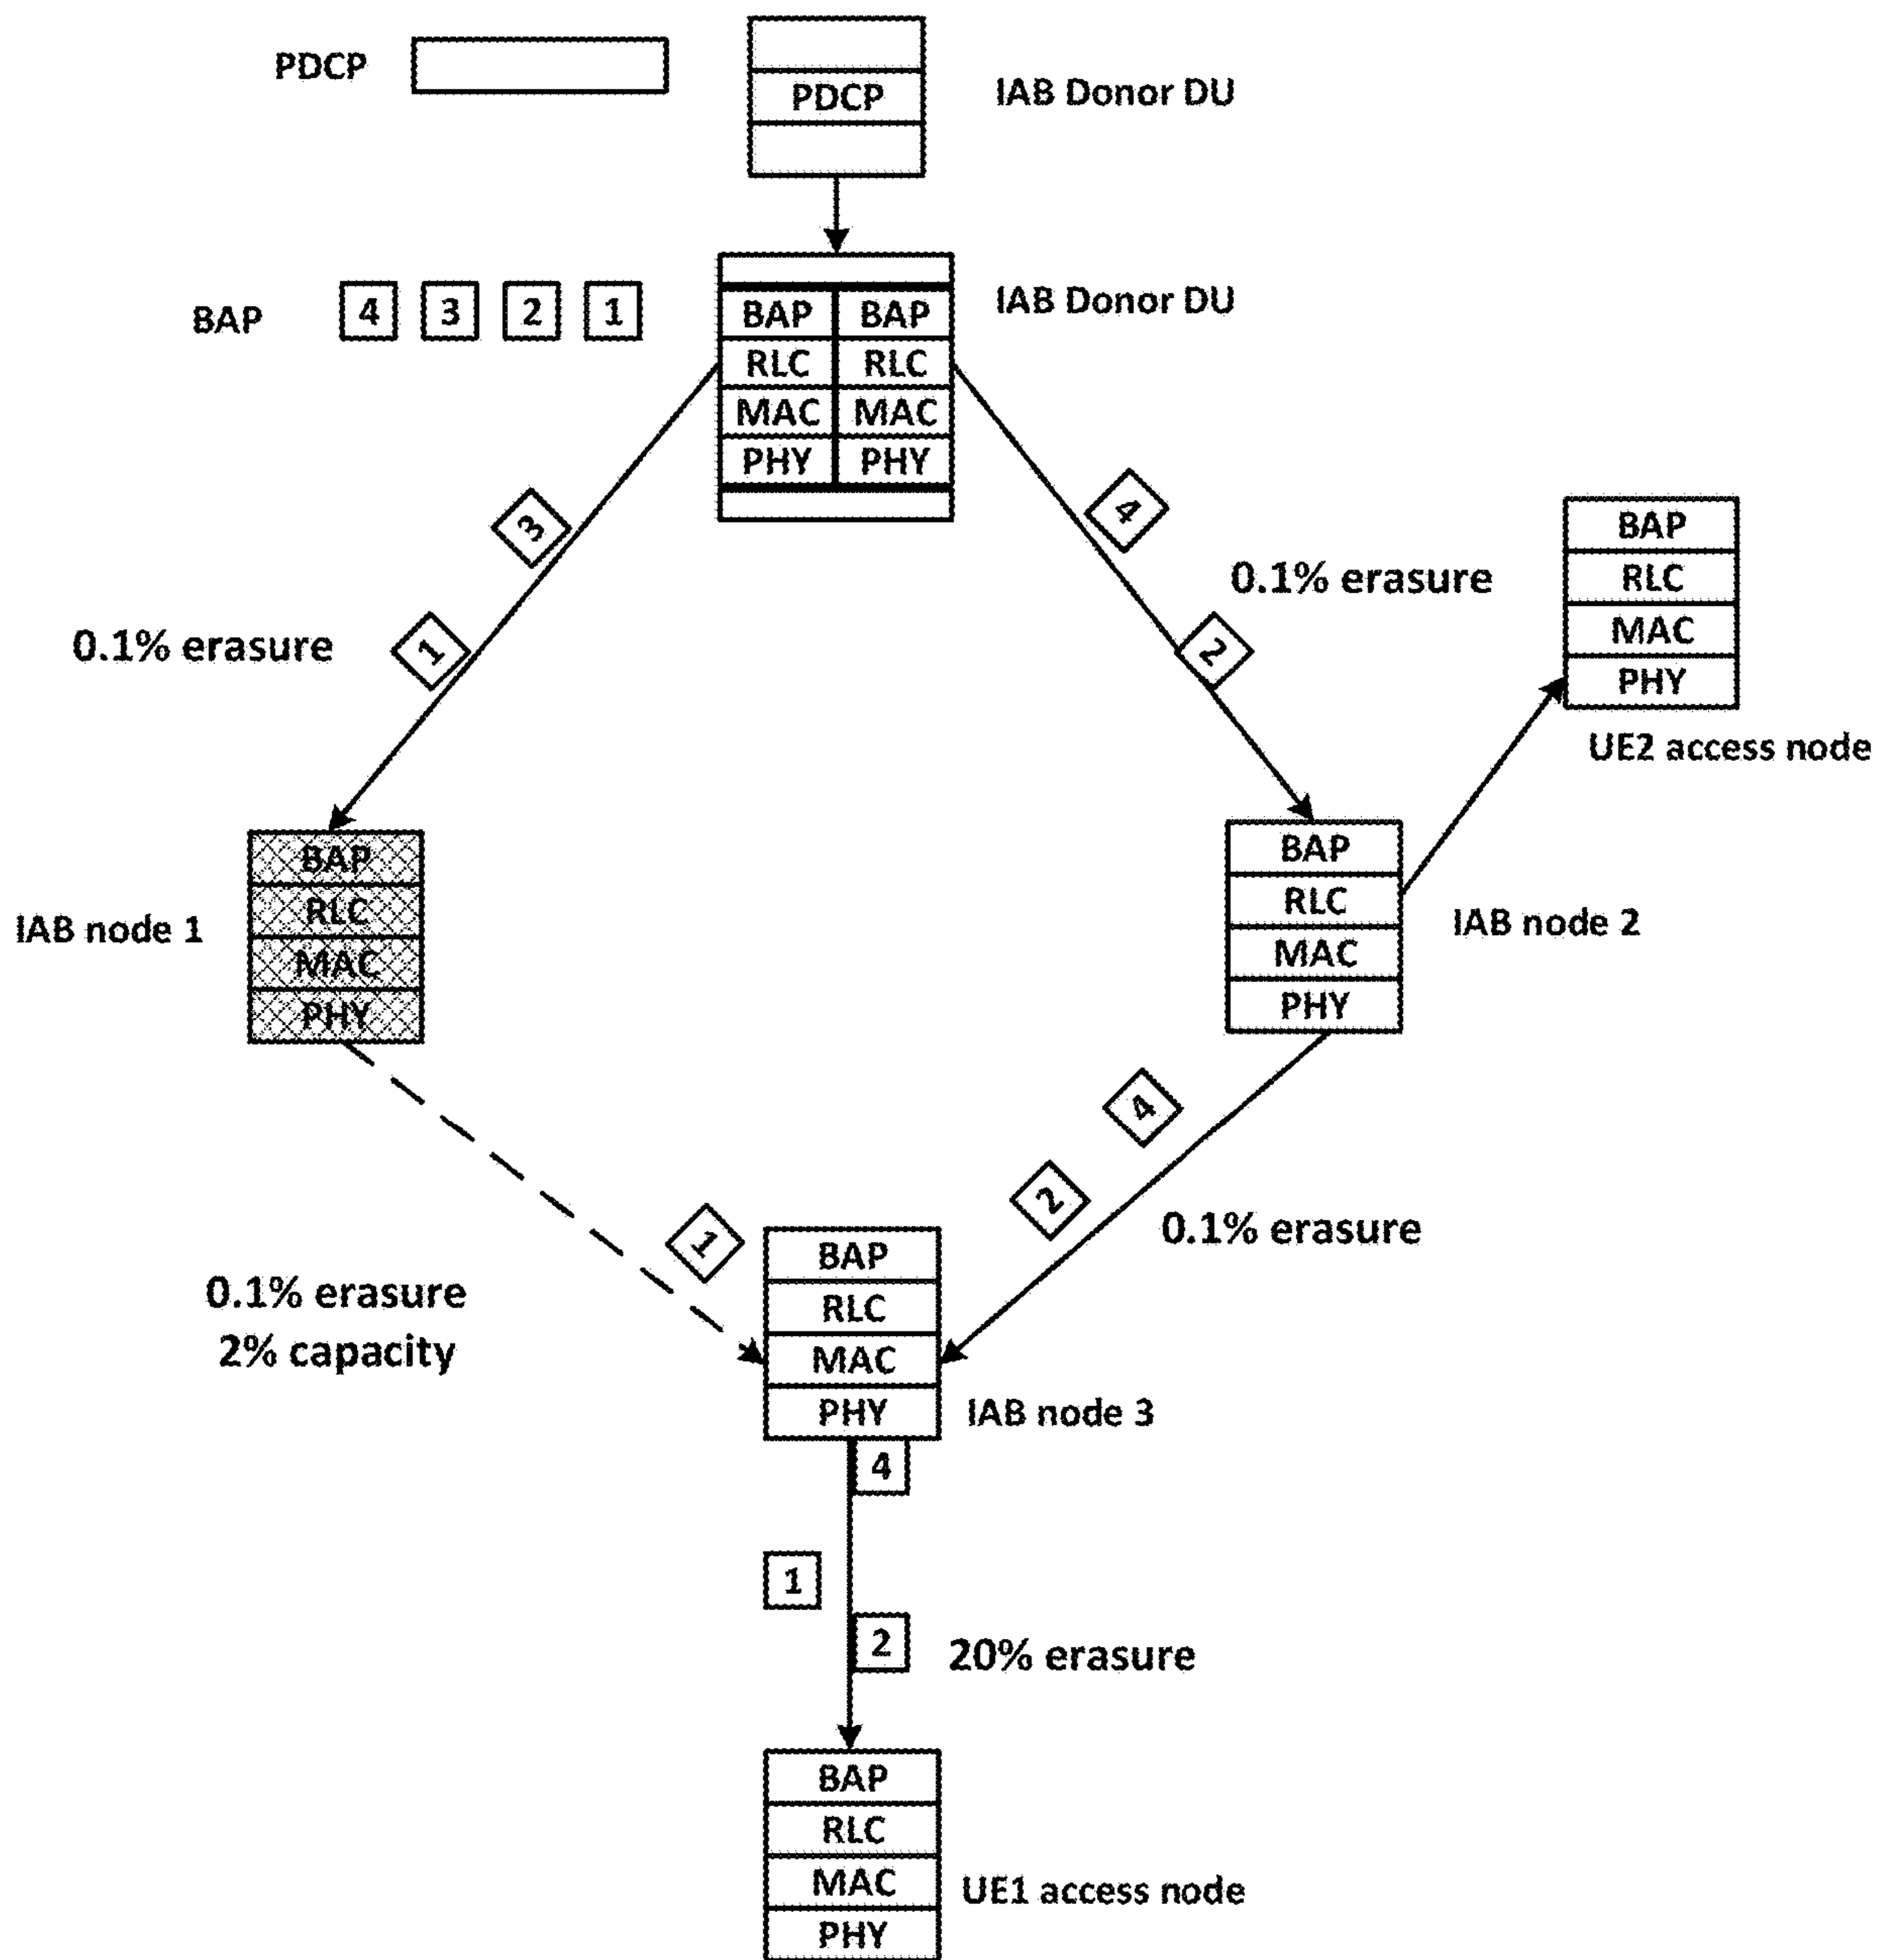 PDCP
PDCP
IAB Donor DU
BAP
4 3 2 1
IAB Donor DU
BAP BAP
RLC RLC
MAC MAC
PHY PHY
3
4
0.1% erasure
1
0.1% erasure
2
BAP
RLC
MAC
PHY
UE2 access node
BAP
RLC
MAC
PHY
IAB node 1
BAP
RLC
MAC
PHY
IAB node 2
4
2
0.1% erasure
1
0.1% erasure
2% capacity
BAP
RLC
MAC
PHY
IAB node 3
4
1
2
20% erasure
BAP
RLC
MAC
PHY
UE1 access node